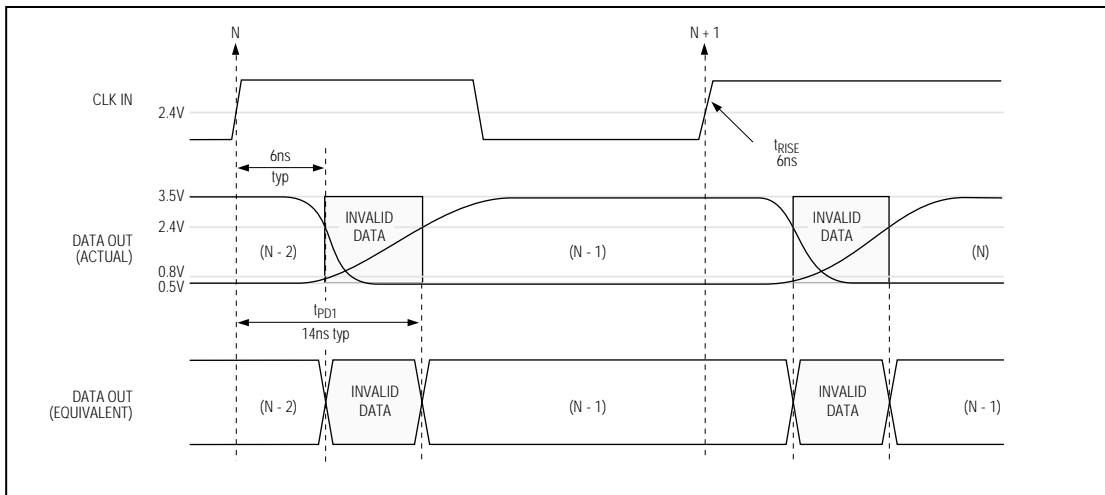 N
N + 1
CLK IN
2.4V
tRISE
6ns
6ns
typ
3.5V
2.4V
0.8V
0.5V
DATA OUT
(ACTUAL)
(N - 2)
INVALID
DATA
(N - 1)
INVALID
DATA
(N)
tPD1
14ns typ
DATA OUT
(EQUIVALENT)
(N - 2)
INVALID
DATA
(N - 1)
INVALID
DATA
(N - 1)